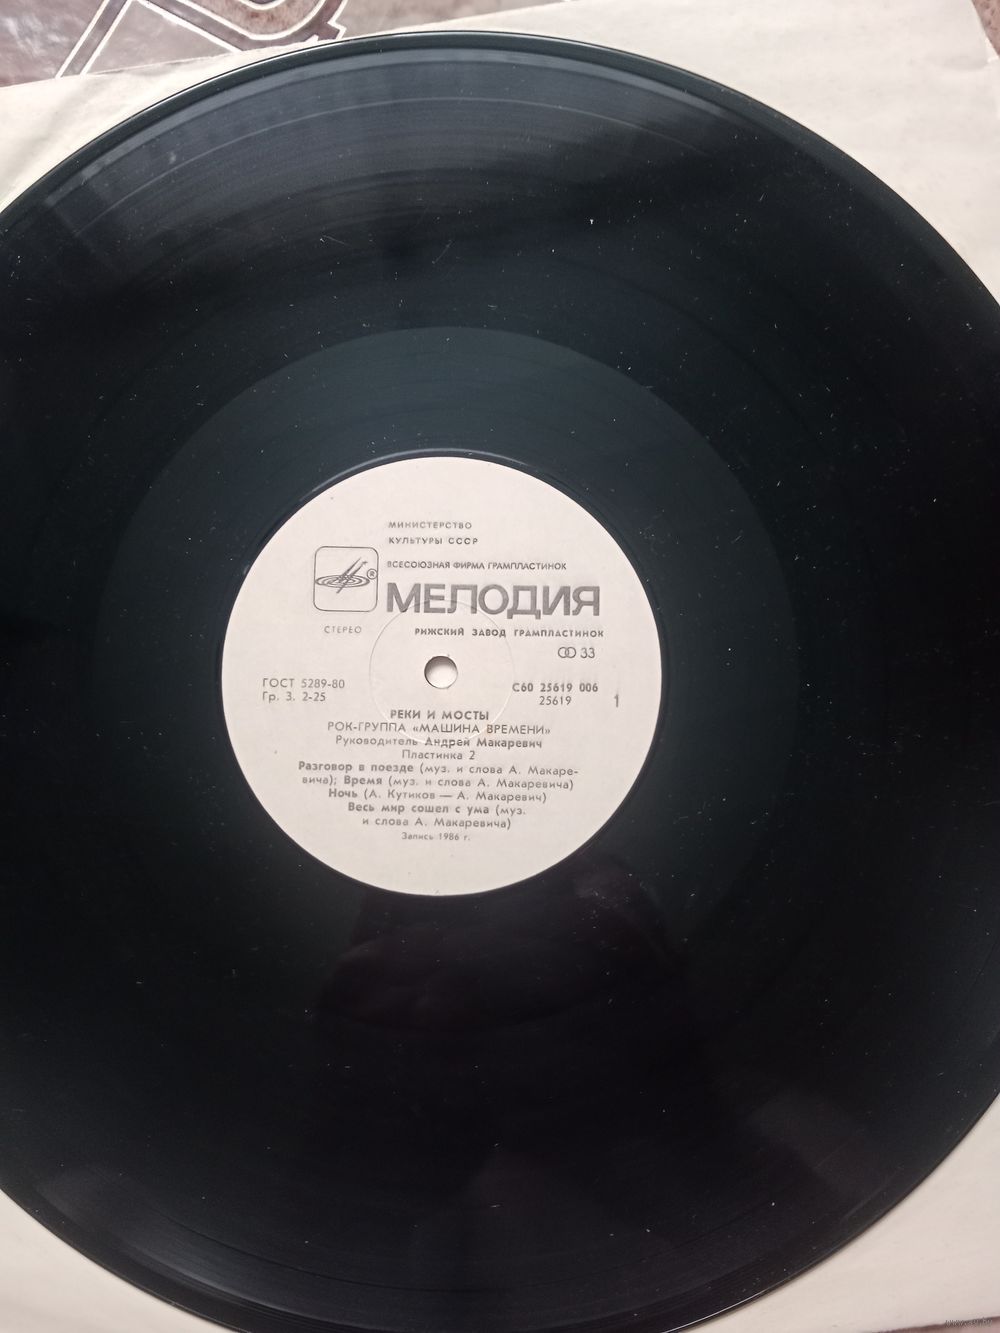 МИНИСТЕРСТВО
КУЛЬТУРЫ СССР
ВСЕСОЮЗНАЯ ФИРМА ГРАМПЛАСТИНОК
МЕЛОДИЯ
®
СТЕРЕО
РИЖСКИЙ ЗАВОД ГРАМПЛАСТИНОК
33
ГОСТ 5289-80
Гр. 3. 2-25
С60 25619 006
25619
1
РЕКИ И МОСТЫ
РОК-ГРУППА «МАШИНА ВРЕМЕНИ»
Руководитель Андрей Макаревич
Пластинка 2
Разговор в поезде (муз. и слова А. Макаре-
вича); Время (муз. и слова А. Макаревича)
Ночь (А. Кутиков — А. Макаревич)
Весь мир сошел с ума (муз.
и слова А. Макаревича)
Запись 1986 г.